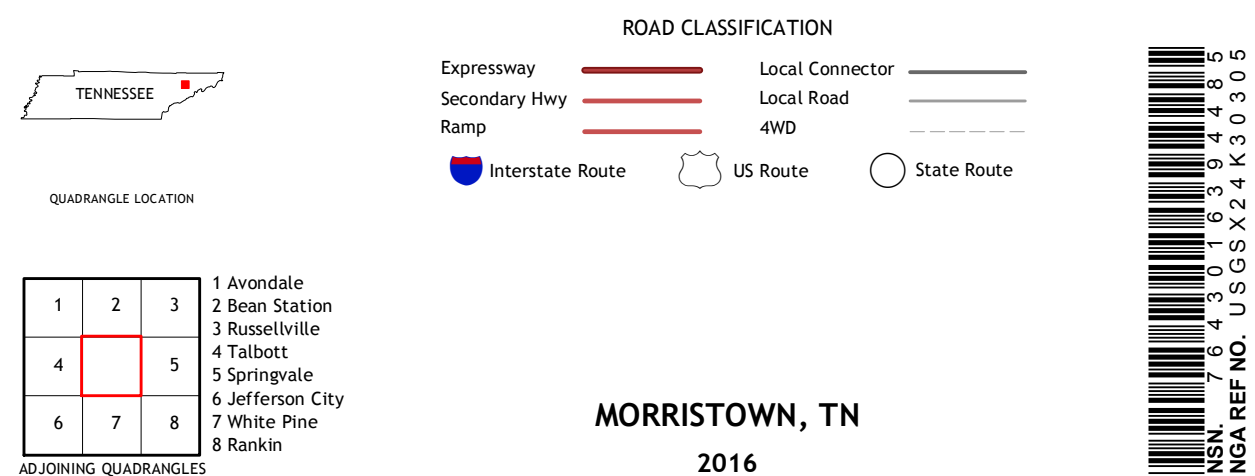 ROAD CLASSIFICATION
Expressway
Local Connector
Secondary Hwy
Local Road
Ramp
4WD
Interstate Route
US Route
State Route
TENNESSEE
QUADRANGLE LOCATION
1 2 3
4 5
6 7 8
1 Avondale
2 Bean Station
3 Russellville
4 Talbott
5 Springvale
6 Jefferson City
7 White Pine
8 Rankin
ADJOINING QUADRANGLES
MORRISTOWN, TN
2016
NSN. 7643016394485
NGA REF NO. USGSX24K30305